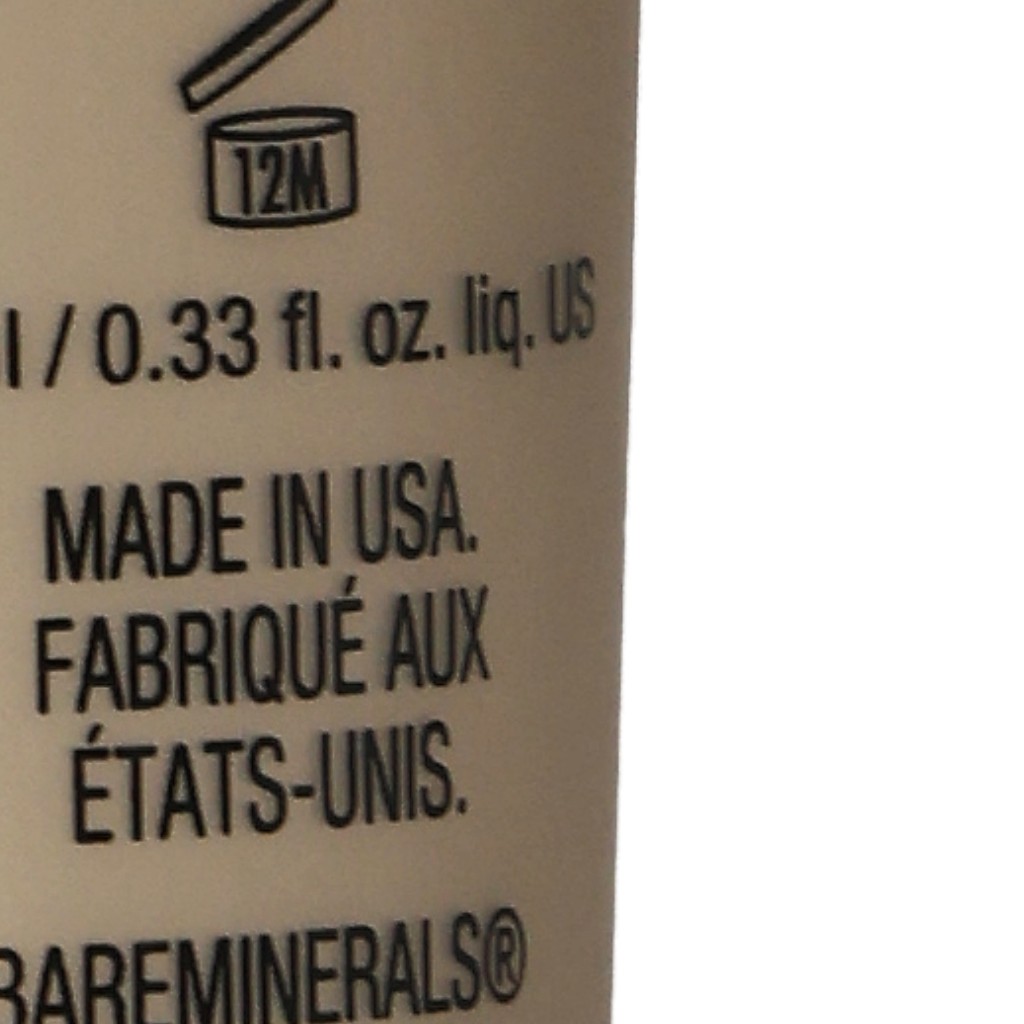 12M
l / 0.33 fl. oz. liq. US
MADE IN USA.
FABRIQUÉ AUX
ÉTATS-UNIS.
BAREMINERALS®